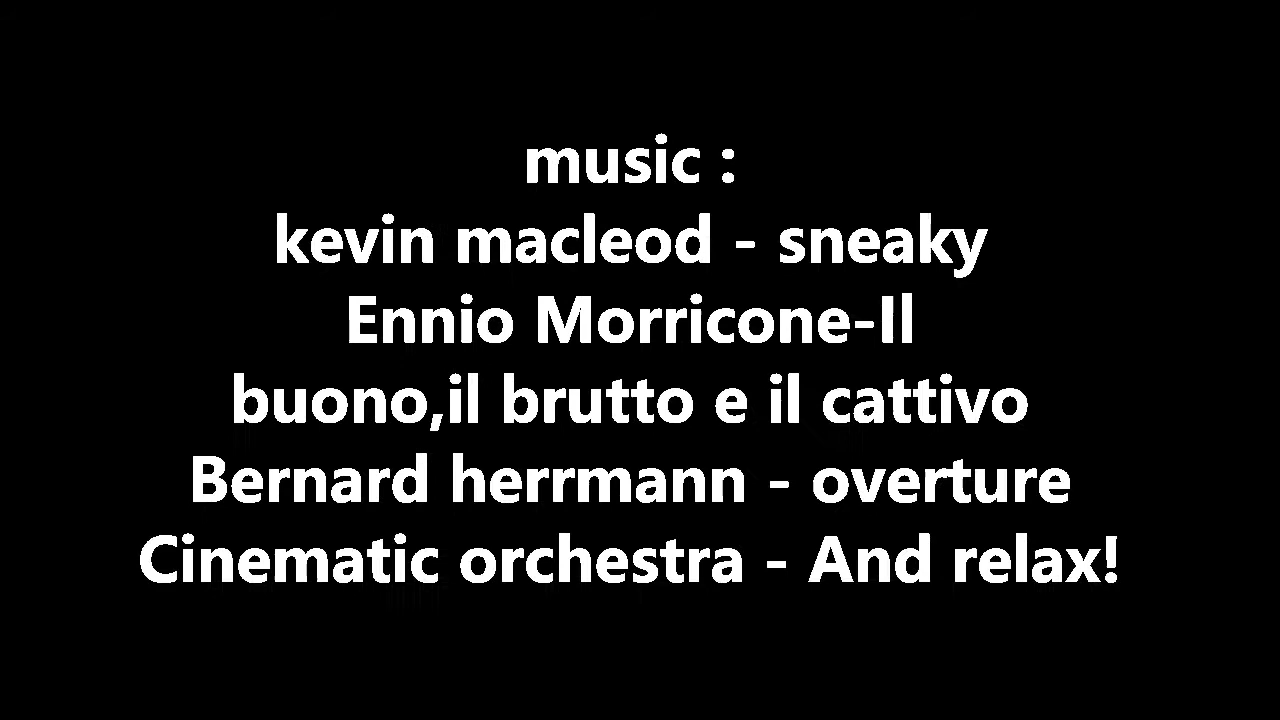 music :
kevin macleod - sneaky
Ennio Morricone-Il
buono,il brutto e il cattivo
Bernard herrmann - overture
Cinematic orchestra - And relax!